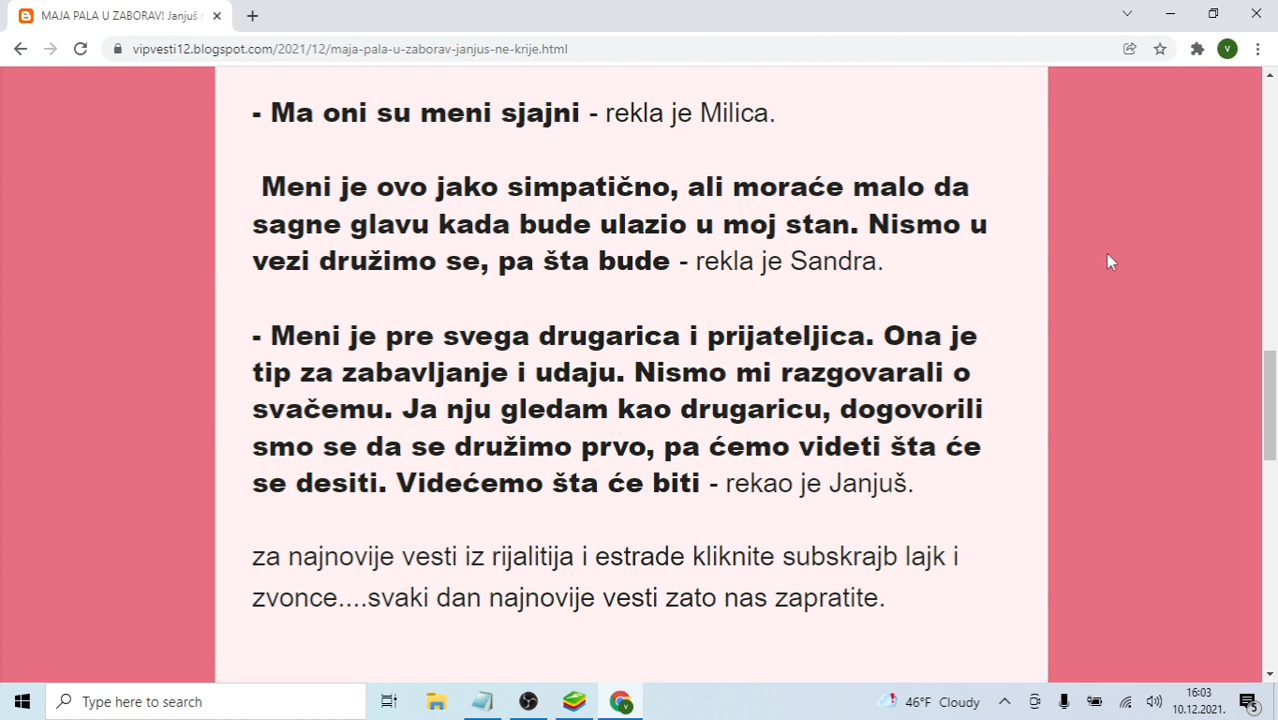 MAJA PALA U ZABORAV! Janjuš
vipvesti12.blogspot.com/2021/12/maja-pala-u-zaborav-janjus-ne-krije.html
V
- Ma oni su meni sjajni - rekla je Milica.
Meni je ovo jako simpatično, ali moraće malo da
sagne glavu kada bude ulazio u moj stan. Nismo u
vezi družimo se, pa šta bude - rekla je Sandra.
- Meni je pre svega drugarica i prijateljica. Ona je
tip za zabavljanje i udaju. Nismo mi razgovarali o
svačemu. Ja nju gledam kao drugaricu, dogovorili
smo se da se družimo prvo, pa ćemo videti šta će
se desiti. Videćemo šta će biti - rekao je Janjuš.
za najnovije vesti iz rijalitija i estrade kliknite subskrajb lajk i
zvonce....svaki dan najnovije vesti zato nas zapratite.
Type here to search
46°F Cloudy
16:03
10.12.2021.
5